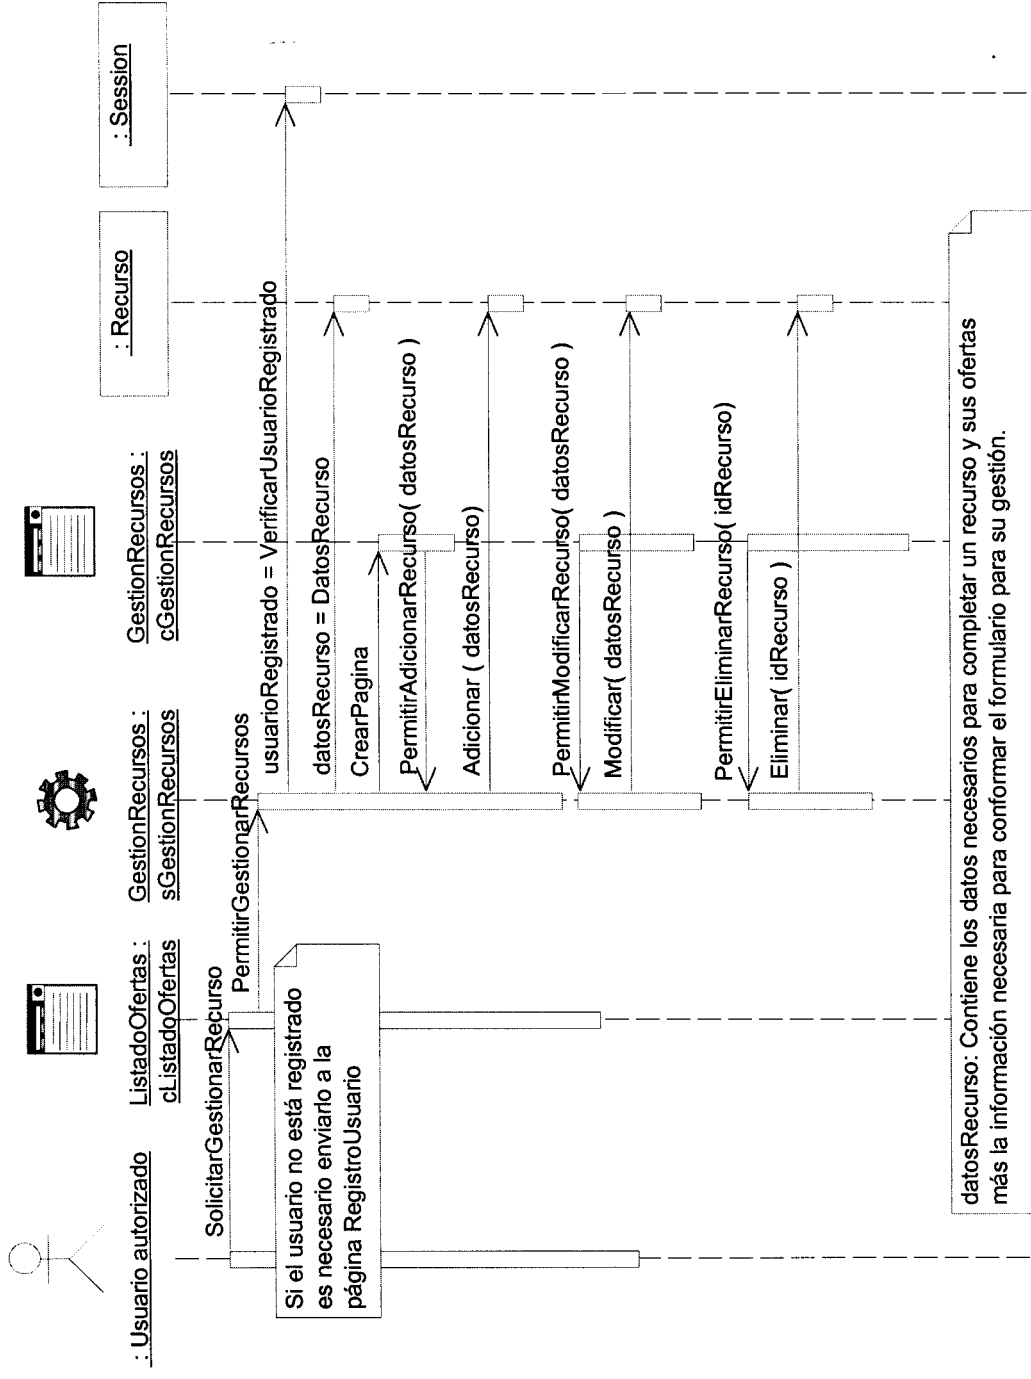 : Usuario autorizado
ListadoOfertas :
cListadoOfertas
GestionRecursos :
sGestionRecursos
GestionRecursos :
cGestionRecursos
: Recurso
: Session
SolicitarGestionarRecurso
PermitirGestionarRecursos
usuarioRegistrado = VerificarUsuarioRegistrado
datosRecurso = DatosRecurso
CrearPagina
PermitirAdicionarRecurso( datosRecurso )
Adicionar ( datosRecurso)
PermitirModificarRecurso( datosRecurso )
Modificar( datosRecurso )
PermitirEliminarRecurso( idRecurso)
Eliminar( idRecurso )
Si el usuario no está registrado
es necesario enviarlo a la
página RegistroUsuario
datosRecurso: Contiene los datos necesarios para completar un recurso y sus ofertas
más la información necesaria para conformar el formulario para su gestión.